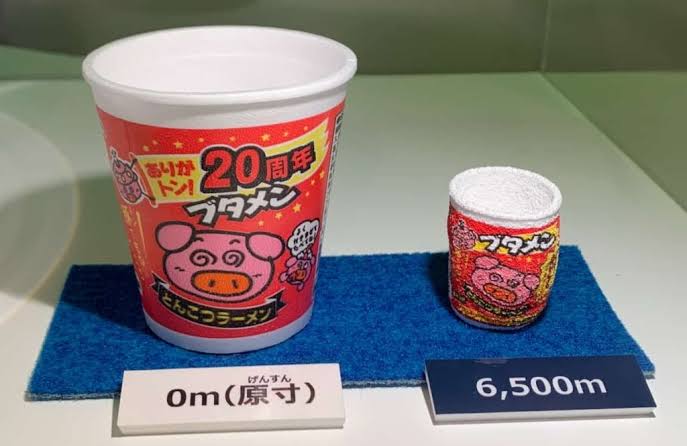 ありが
トン!
20周年
ブタメン
とんこつラーメン
ブタメン
げんすん
0m(原寸)
6,500m